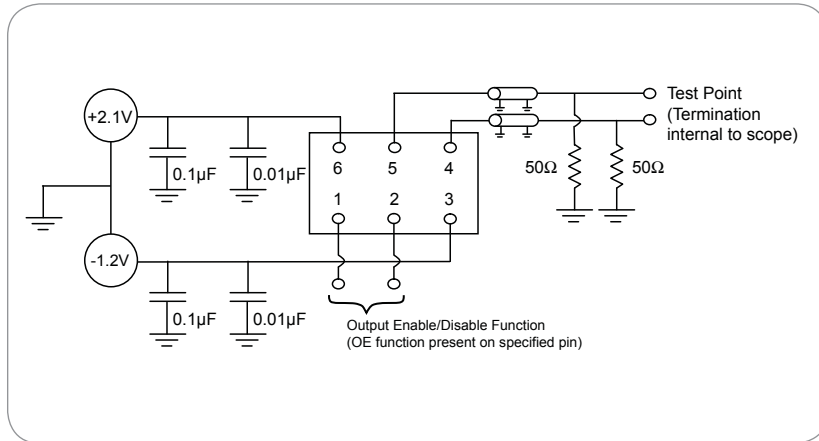 +2.1V
0.1µF
0.01µF
6
5
4
1
2
3
Test Point
(Termination
internal to scope)
50Ω
50Ω
-1.2V
0.1µF
0.01µF
Output Enable/Disable Function
(OE function present on specified pin)